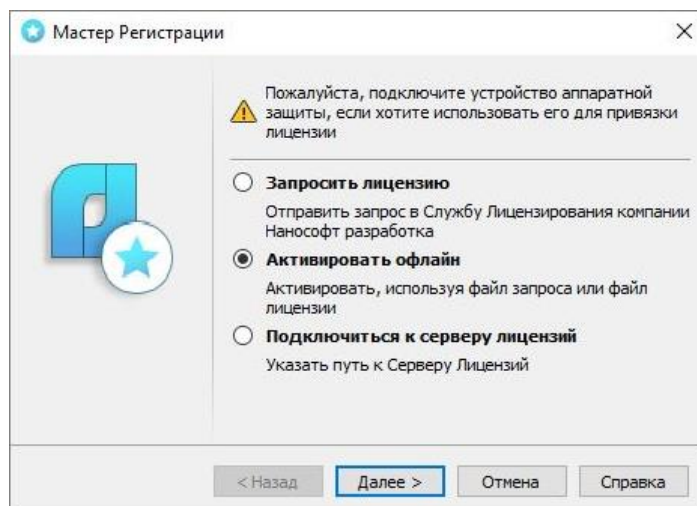 Мастер Регистрации
Пожалуйста, подключите устройство аппаратной
защиты, если хотите использовать его для привязки
лицензии
Запросить лицензию
Отправить запрос в Службу Лицензирования компании
Нанософт разработка
Активировать офлайн
Активировать, используя файл запроса или файл
лицензии
Подключиться к серверу лицензий
Указать путь к Серверу Лицензий
< Назад Далее > Отмена Справка